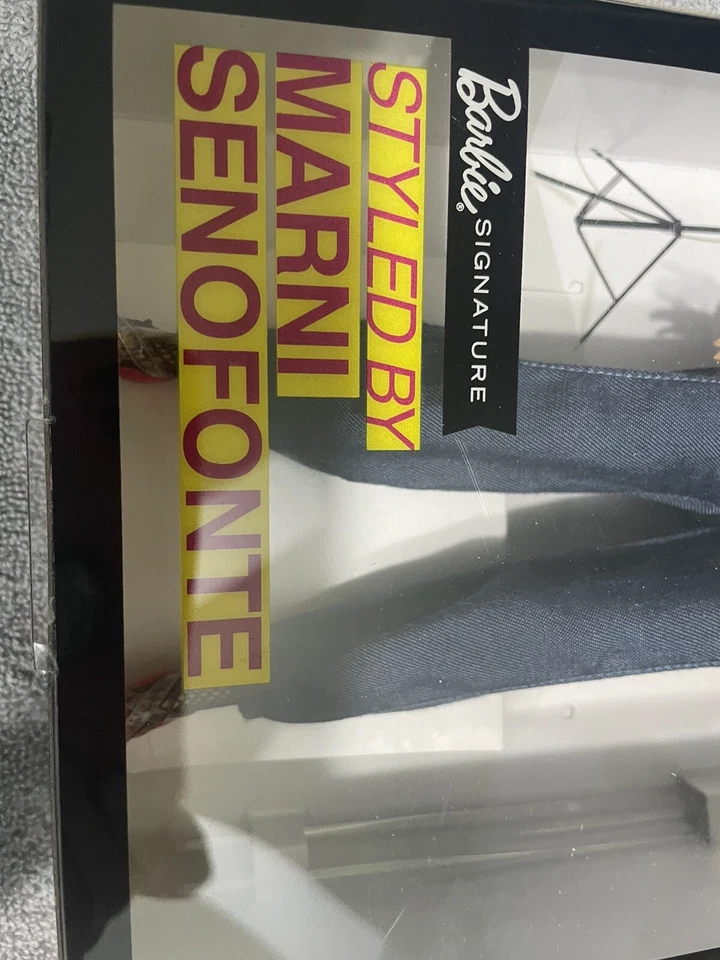 Barbie® SIGNATURE
STYLED BY
MARNI
SENOFONTE